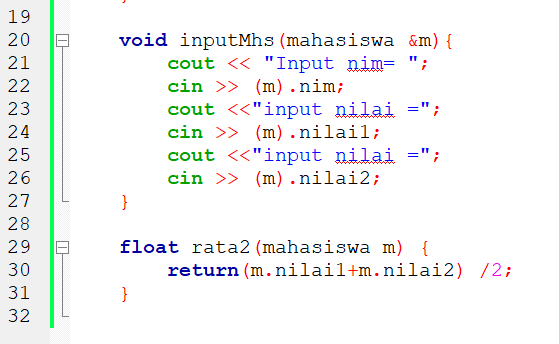 19
20 void inputMhs(mahasiswa &m){
21 cout << "Input nim= ";
22 cin >> (m).nim;
23 cout <<"input nilai =";
24 cin >> (m).nilai1;
25 cout <<"input nilai =";
26 cin >> (m).nilai2;
27 }
28
29 float rata2(mahasiswa m) {
30 return(m.nilai1+m.nilai2) /2;
31 }
32